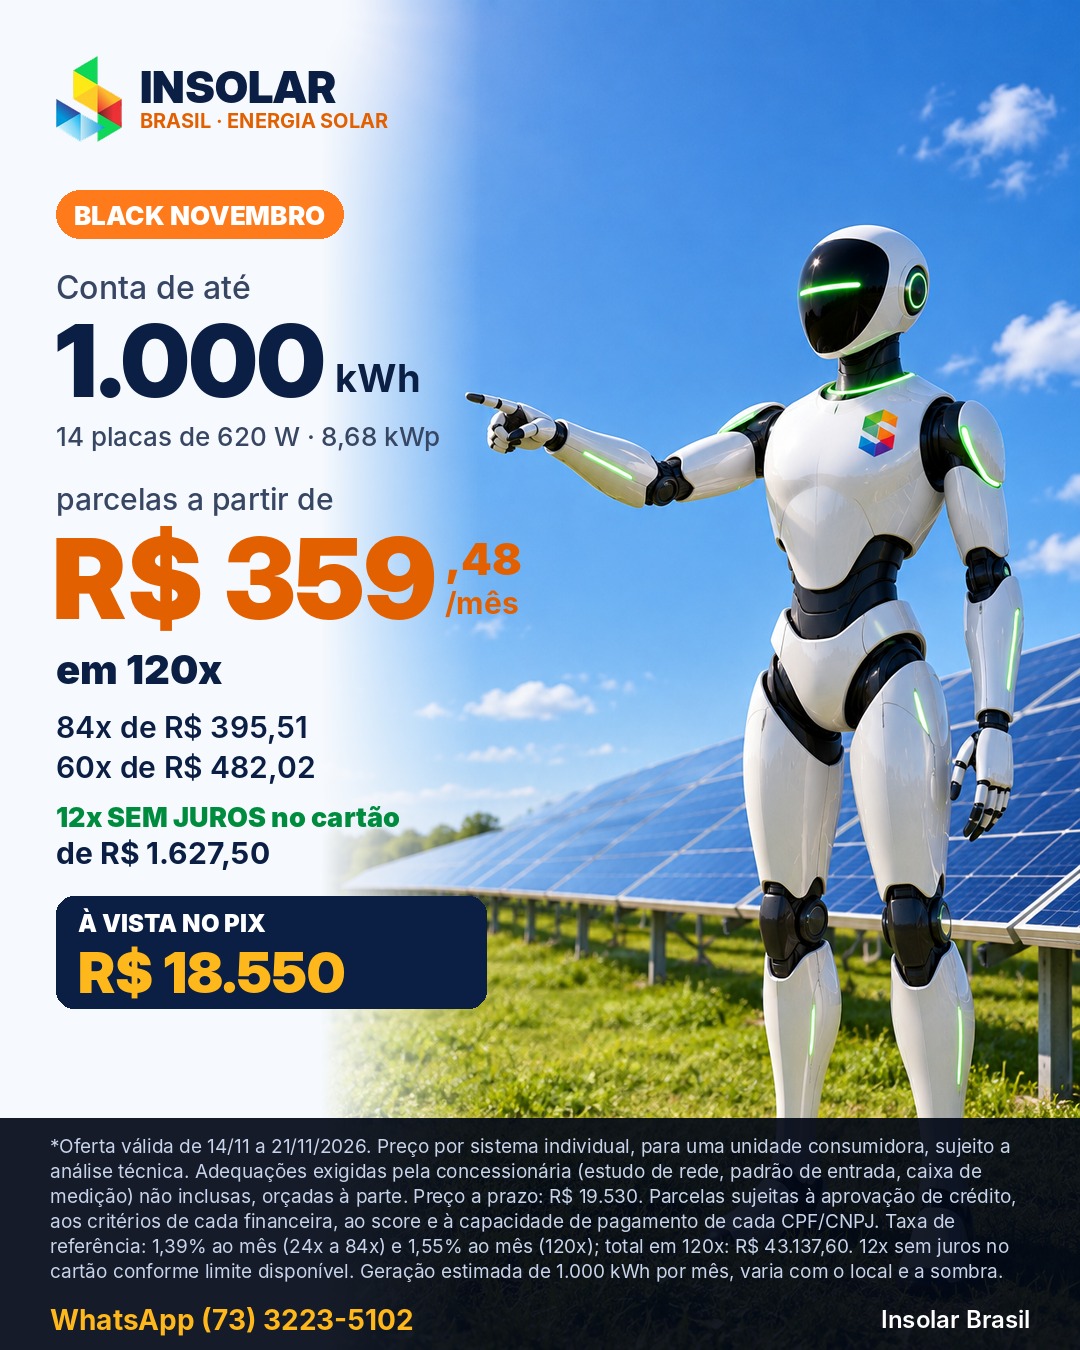 INSOLAR
BRASIL · ENERGIA SOLAR
BLACK NOVEMBRO
Conta de até
1.000 kWh
14 placas de 620 W · 8,68 kWp
parcelas a partir de
R$ 359,48
/mês
em 120x
84x de R$ 395,51
60x de R$ 482,02
12x SEM JUROS no cartão
de R$ 1.627,50
À VISTA NO PIX
R$ 18.550
*Oferta válida de 14/11 a 21/11/2026. Preço por sistema individual, para uma unidade consumidora, sujeito a
análise técnica. Adequações exigidas pela concessionária (estudo de rede, padrão de entrada, caixa de
medição) não inclusas, orçadas à parte. Preço a prazo: R$ 19.530. Parcelas sujeitas à aprovação de crédito,
aos critérios de cada financeira, ao score e à capacidade de pagamento de cada CPF/CNPJ. Taxa de
referência: 1,39% ao mês (24x a 84x) e 1,55% ao mês (120x); total em 120x: R$ 43.137,60. 12x sem juros no
cartão conforme limite disponível. Geração estimada de 1.000 kWh por mês, varia com o local e a sombra.
WhatsApp (73) 3223-5102
Insolar Brasil